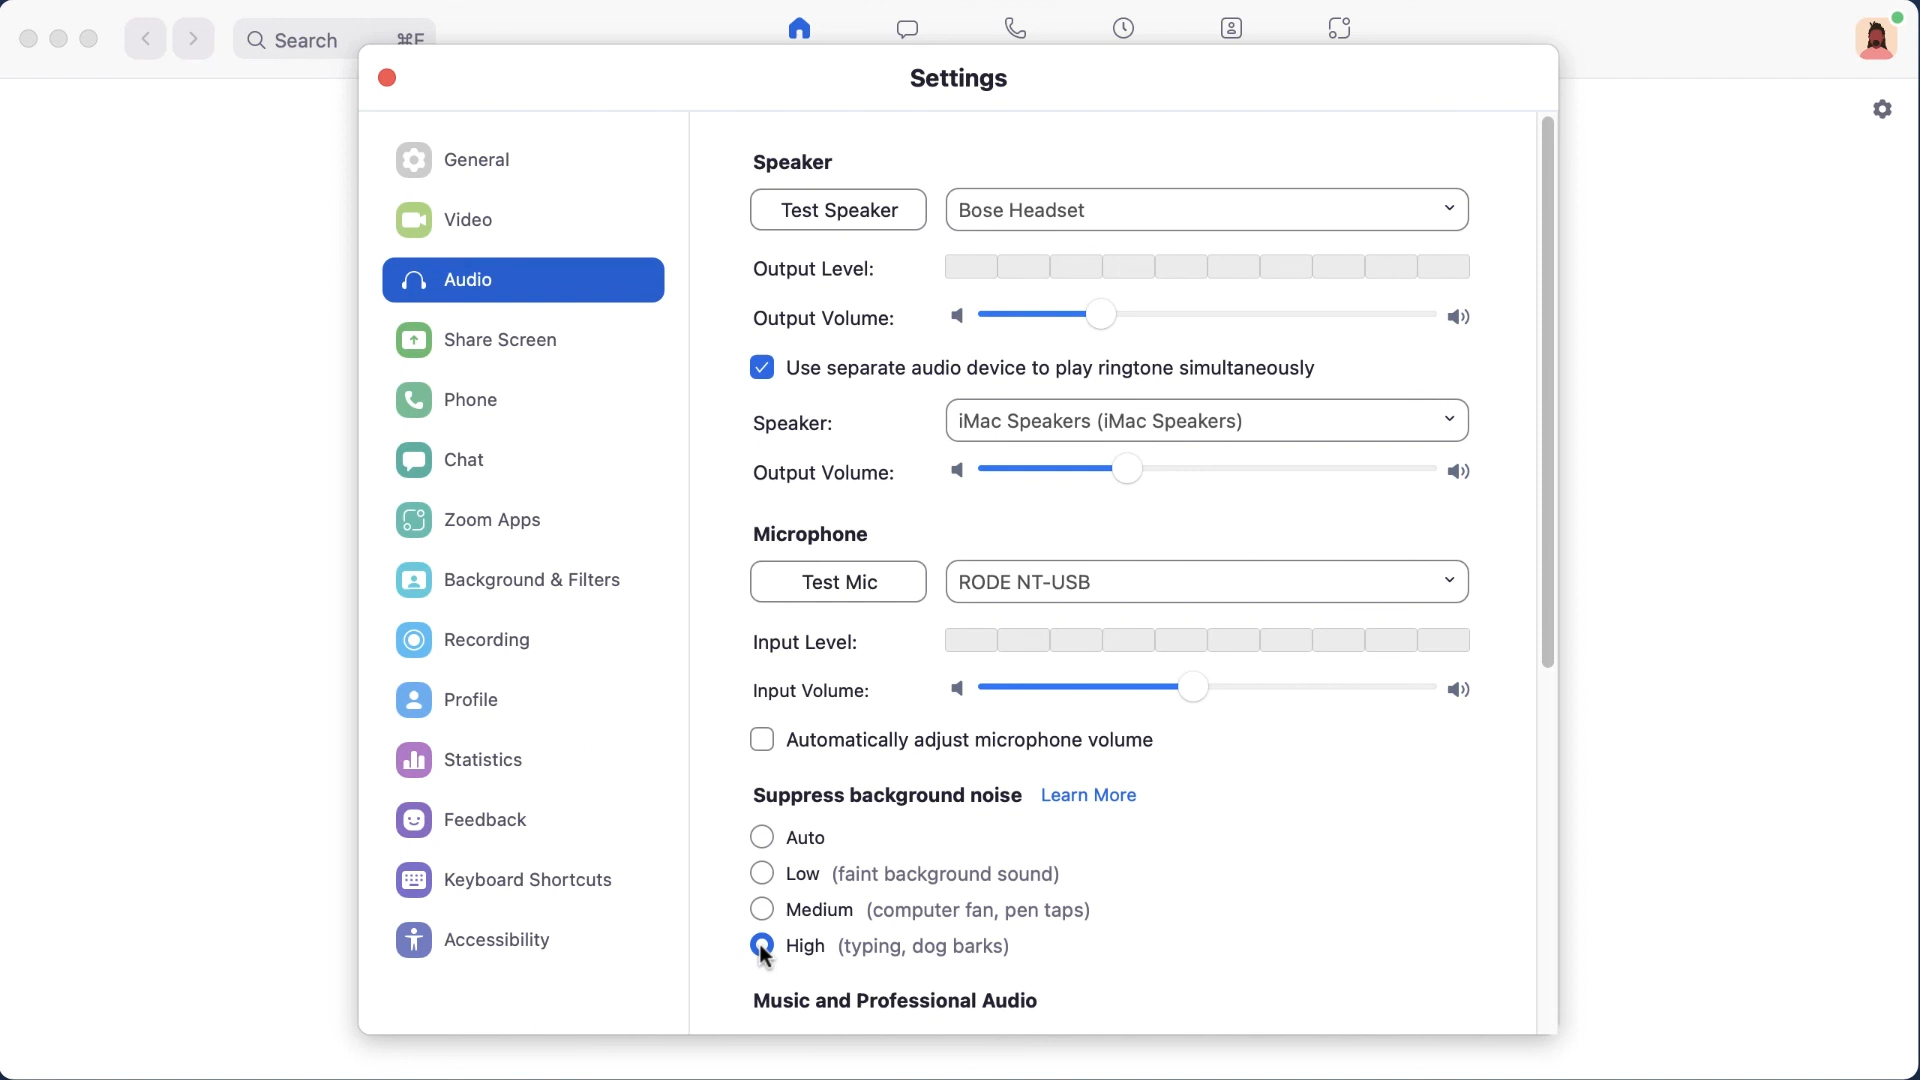 Search ⌘F
Settings
General
Video
Audio
Share Screen
Phone
Chat
Zoom Apps
Background & Filters
Recording
Profile
Statistics
Feedback
Keyboard Shortcuts
Accessibility
Speaker
Test Speaker Bose Headset
Output Level:
Output Volume:
Use separate audio device to play ringtone simultaneously
Speaker: iMac Speakers (iMac Speakers)
Output Volume:
Microphone
Test Mic RODE NT-USB
Input Level:
Input Volume:
Automatically adjust microphone volume
Suppress background noise Learn More
Auto
Low (faint background sound)
Medium (computer fan, pen taps)
High (typing, dog barks)
Music and Professional Audio